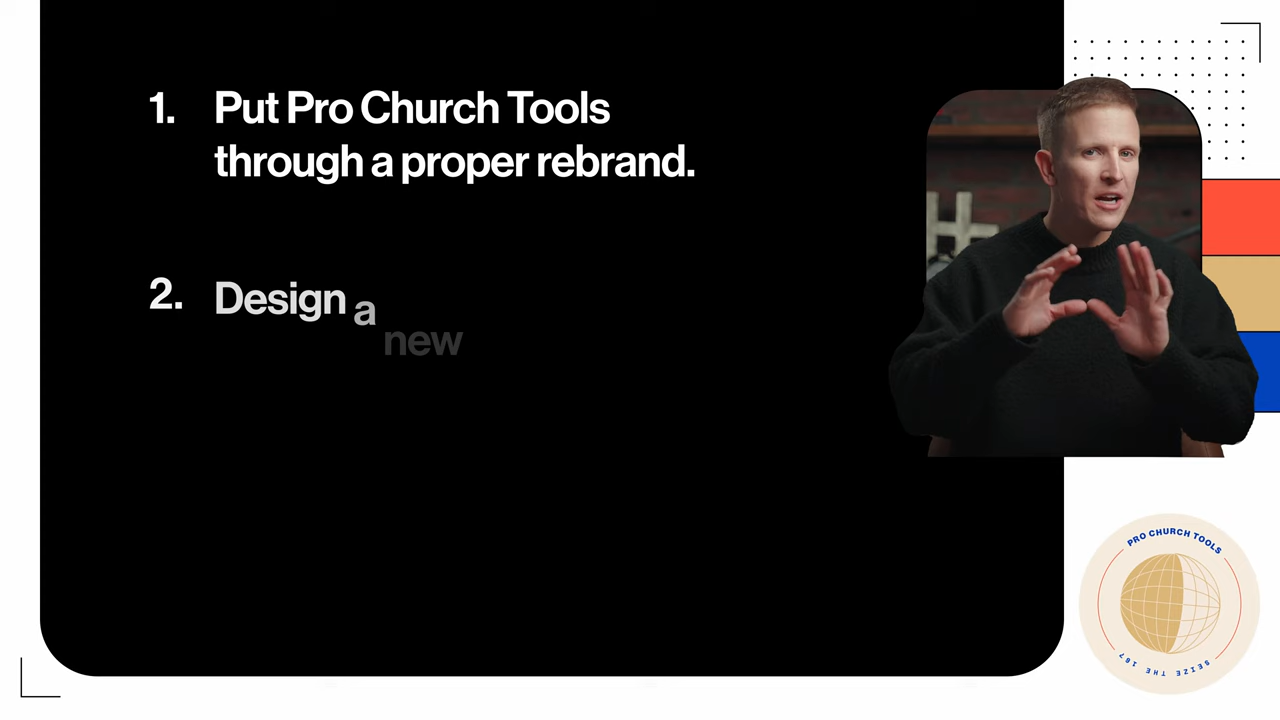 1. Put Pro Church Tools
through a proper rebrand.
2. Design a new
PRO CHURCH TOOLS
SEIZE THE 167